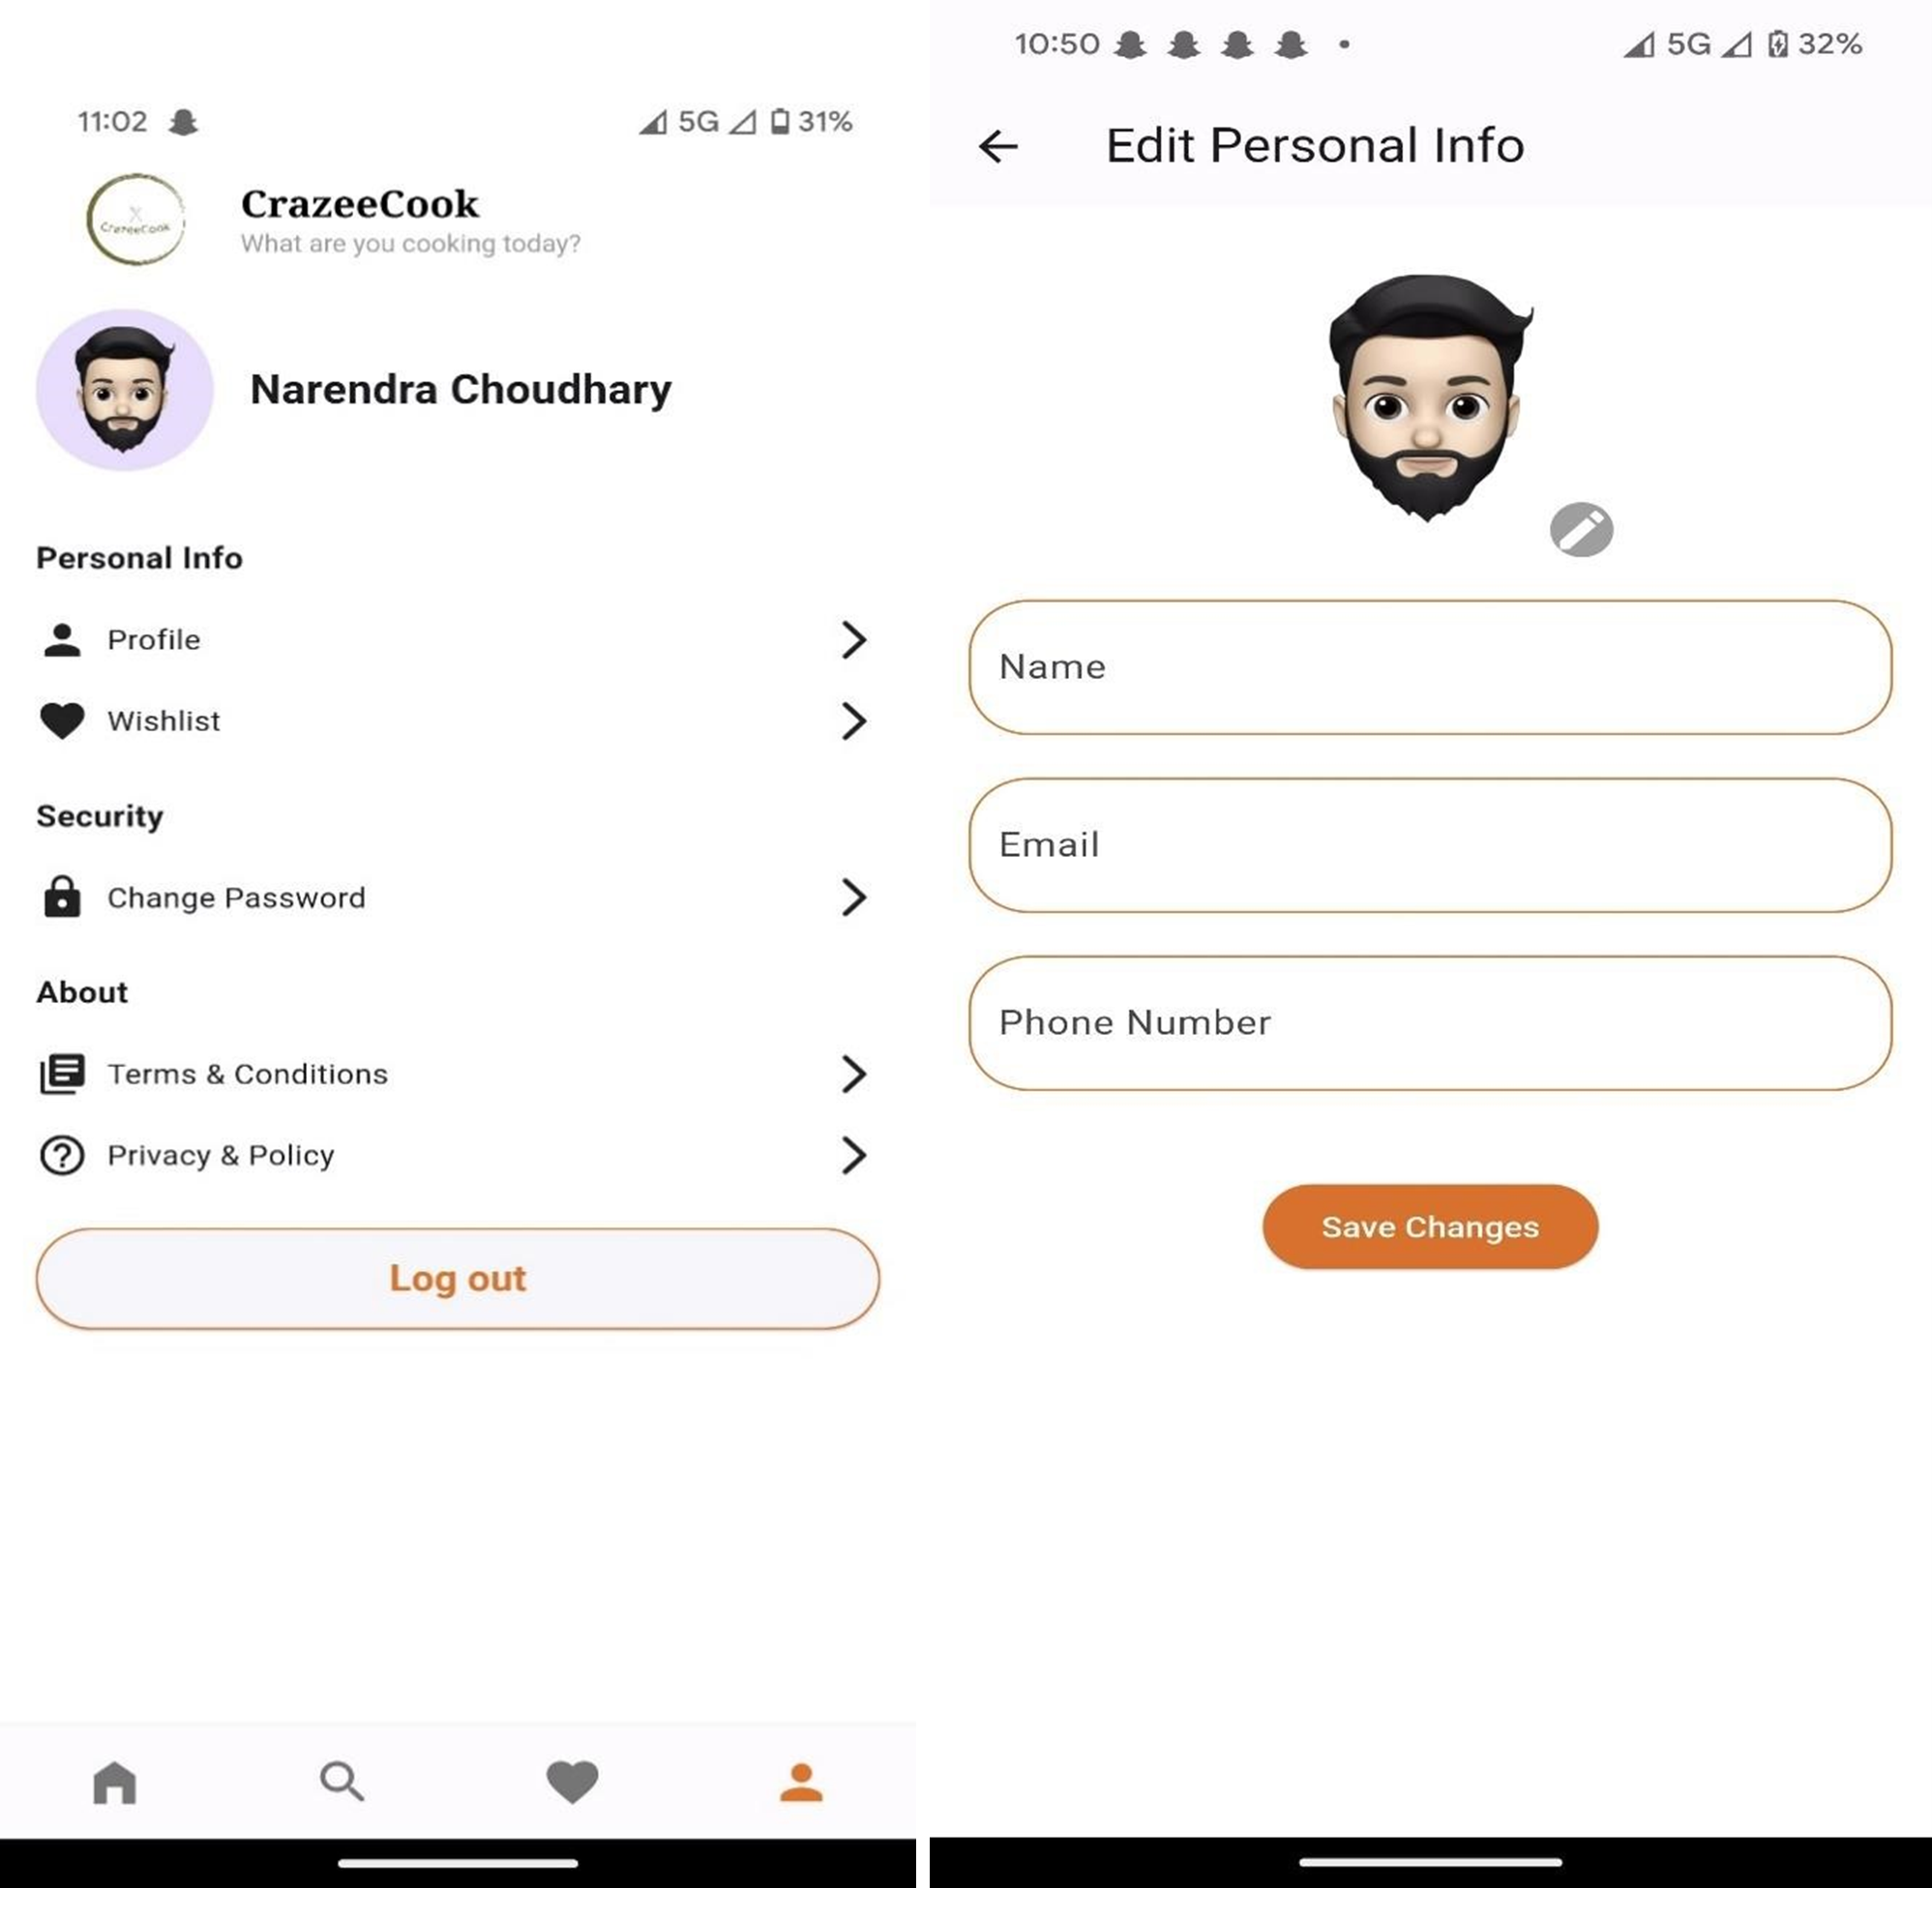 11:02
5G 31%
CrazeeCook
CrazeeCook
What are you cooking today?
Narendra Choudhary
Personal Info
Profile
Wishlist
Security
Change Password
About
Terms & Conditions
Privacy & Policy
Log out
10:50
5G 32%
Edit Personal Info
Name
Email
Phone Number
Save Changes